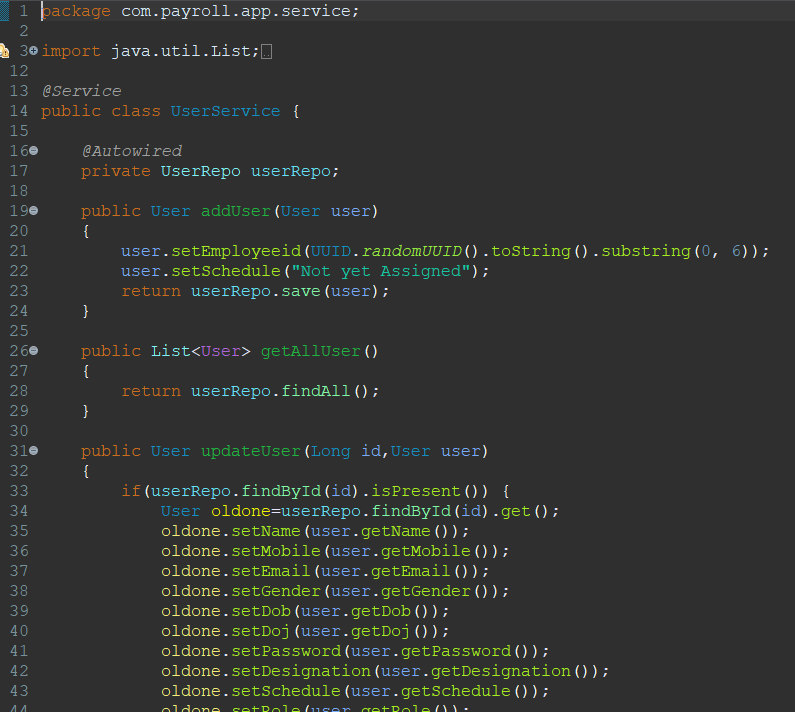 1 package com.payroll.app.service;
2
3 import java.util.List;
12
13 @Service
14 public class UserService {
15
16 @Autowired
17 private UserRepo userRepo;
18
19 public User addUser(User user)
20 {
21 user.setEmployeeid(UUID.randomUUID().toString().substring(0, 6));
22 user.setSchedule("Not yet Assigned");
23 return userRepo.save(user);
24 }
25
26 public List<User> getAllUser()
27 {
28 return userRepo.findAll();
29 }
30
31 public User updateUser(Long id,User user)
32 {
33 if(userRepo.findById(id).isPresent()) {
34 User oldone=userRepo.findById(id).get();
35 oldone.setName(user.getName());
36 oldone.setMobile(user.getMobile());
37 oldone.setEmail(user.getEmail());
38 oldone.setGender(user.getGender());
39 oldone.setDob(user.getDob());
40 oldone.setDoj(user.getDoj());
41 oldone.setPassword(user.getPassword());
42 oldone.setDesignation(user.getDesignation());
43 oldone.setSchedule(user.getSchedule());
44 oldone.setRole(user.getRole());